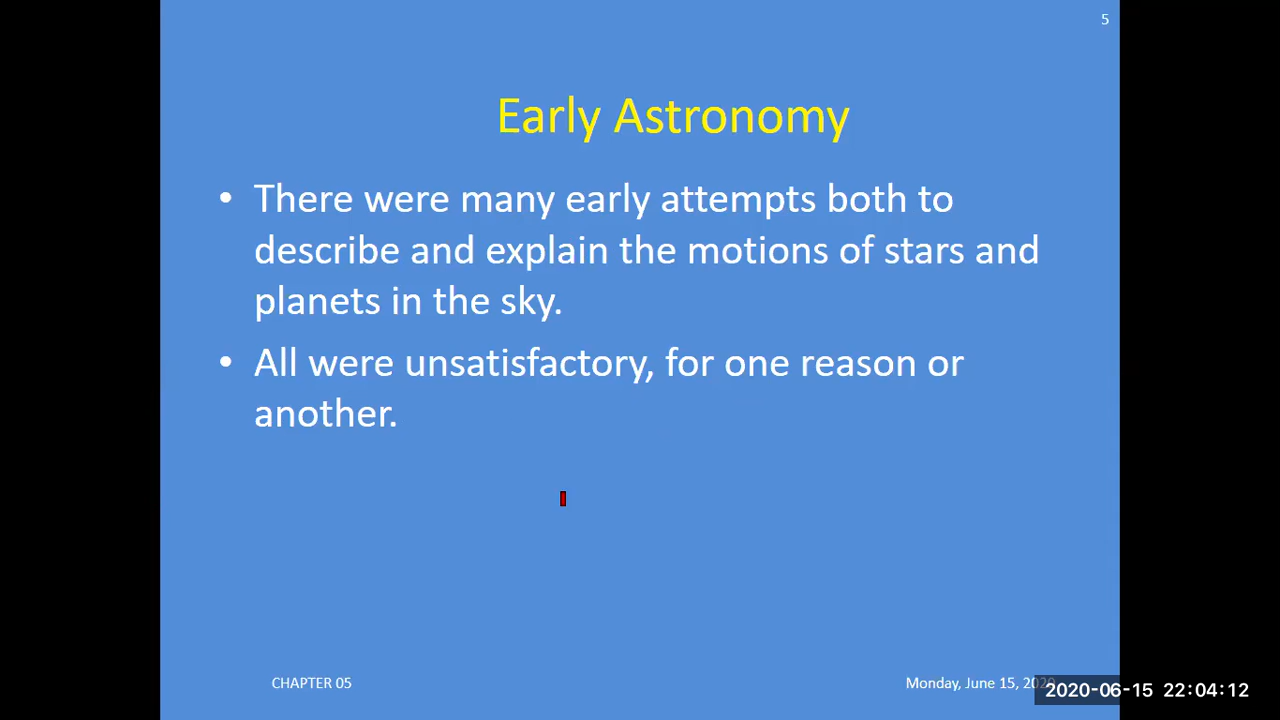 5
Early Astronomy
• There were many early attempts both to
describe and explain the motions of stars and
planets in the sky.
• All were unsatisfactory, for one reason or
another.
CHAPTER 05
Monday, June 15, 2020
2020-06-15 22:04:12